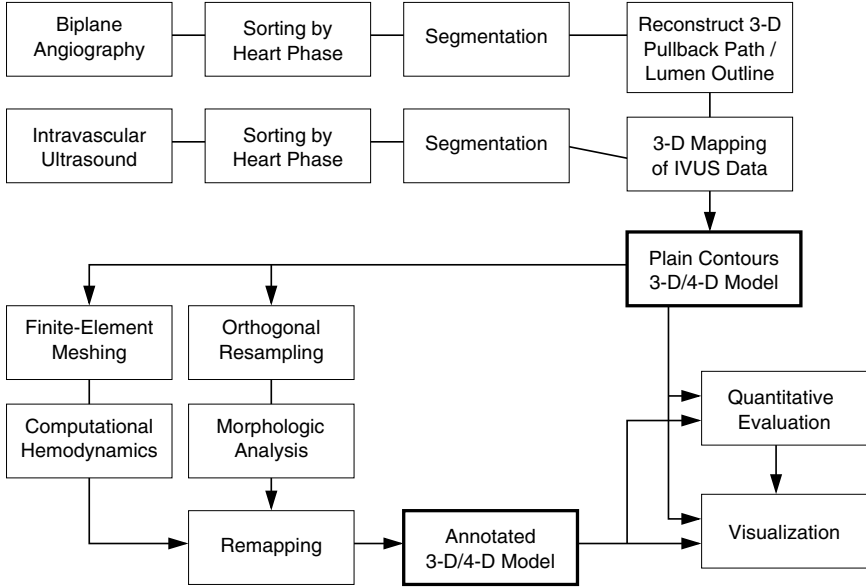 Biplane
Angiography
Sorting by
Heart Phase
Segmentation
Reconstruct 3-D
Pullback Path /
Lumen Outline
Intravascular
Ultrasound
Sorting by
Heart Phase
Segmentation
3-D Mapping
of IVUS Data
Plain Contours
3-D/4-D Model
Finite-Element
Meshing
Orthogonal
Resampling
Computational
Hemodynamics
Morphologic
Analysis
Quantitative
Evaluation
Remapping
Annotated
3-D/4-D Model
Visualization